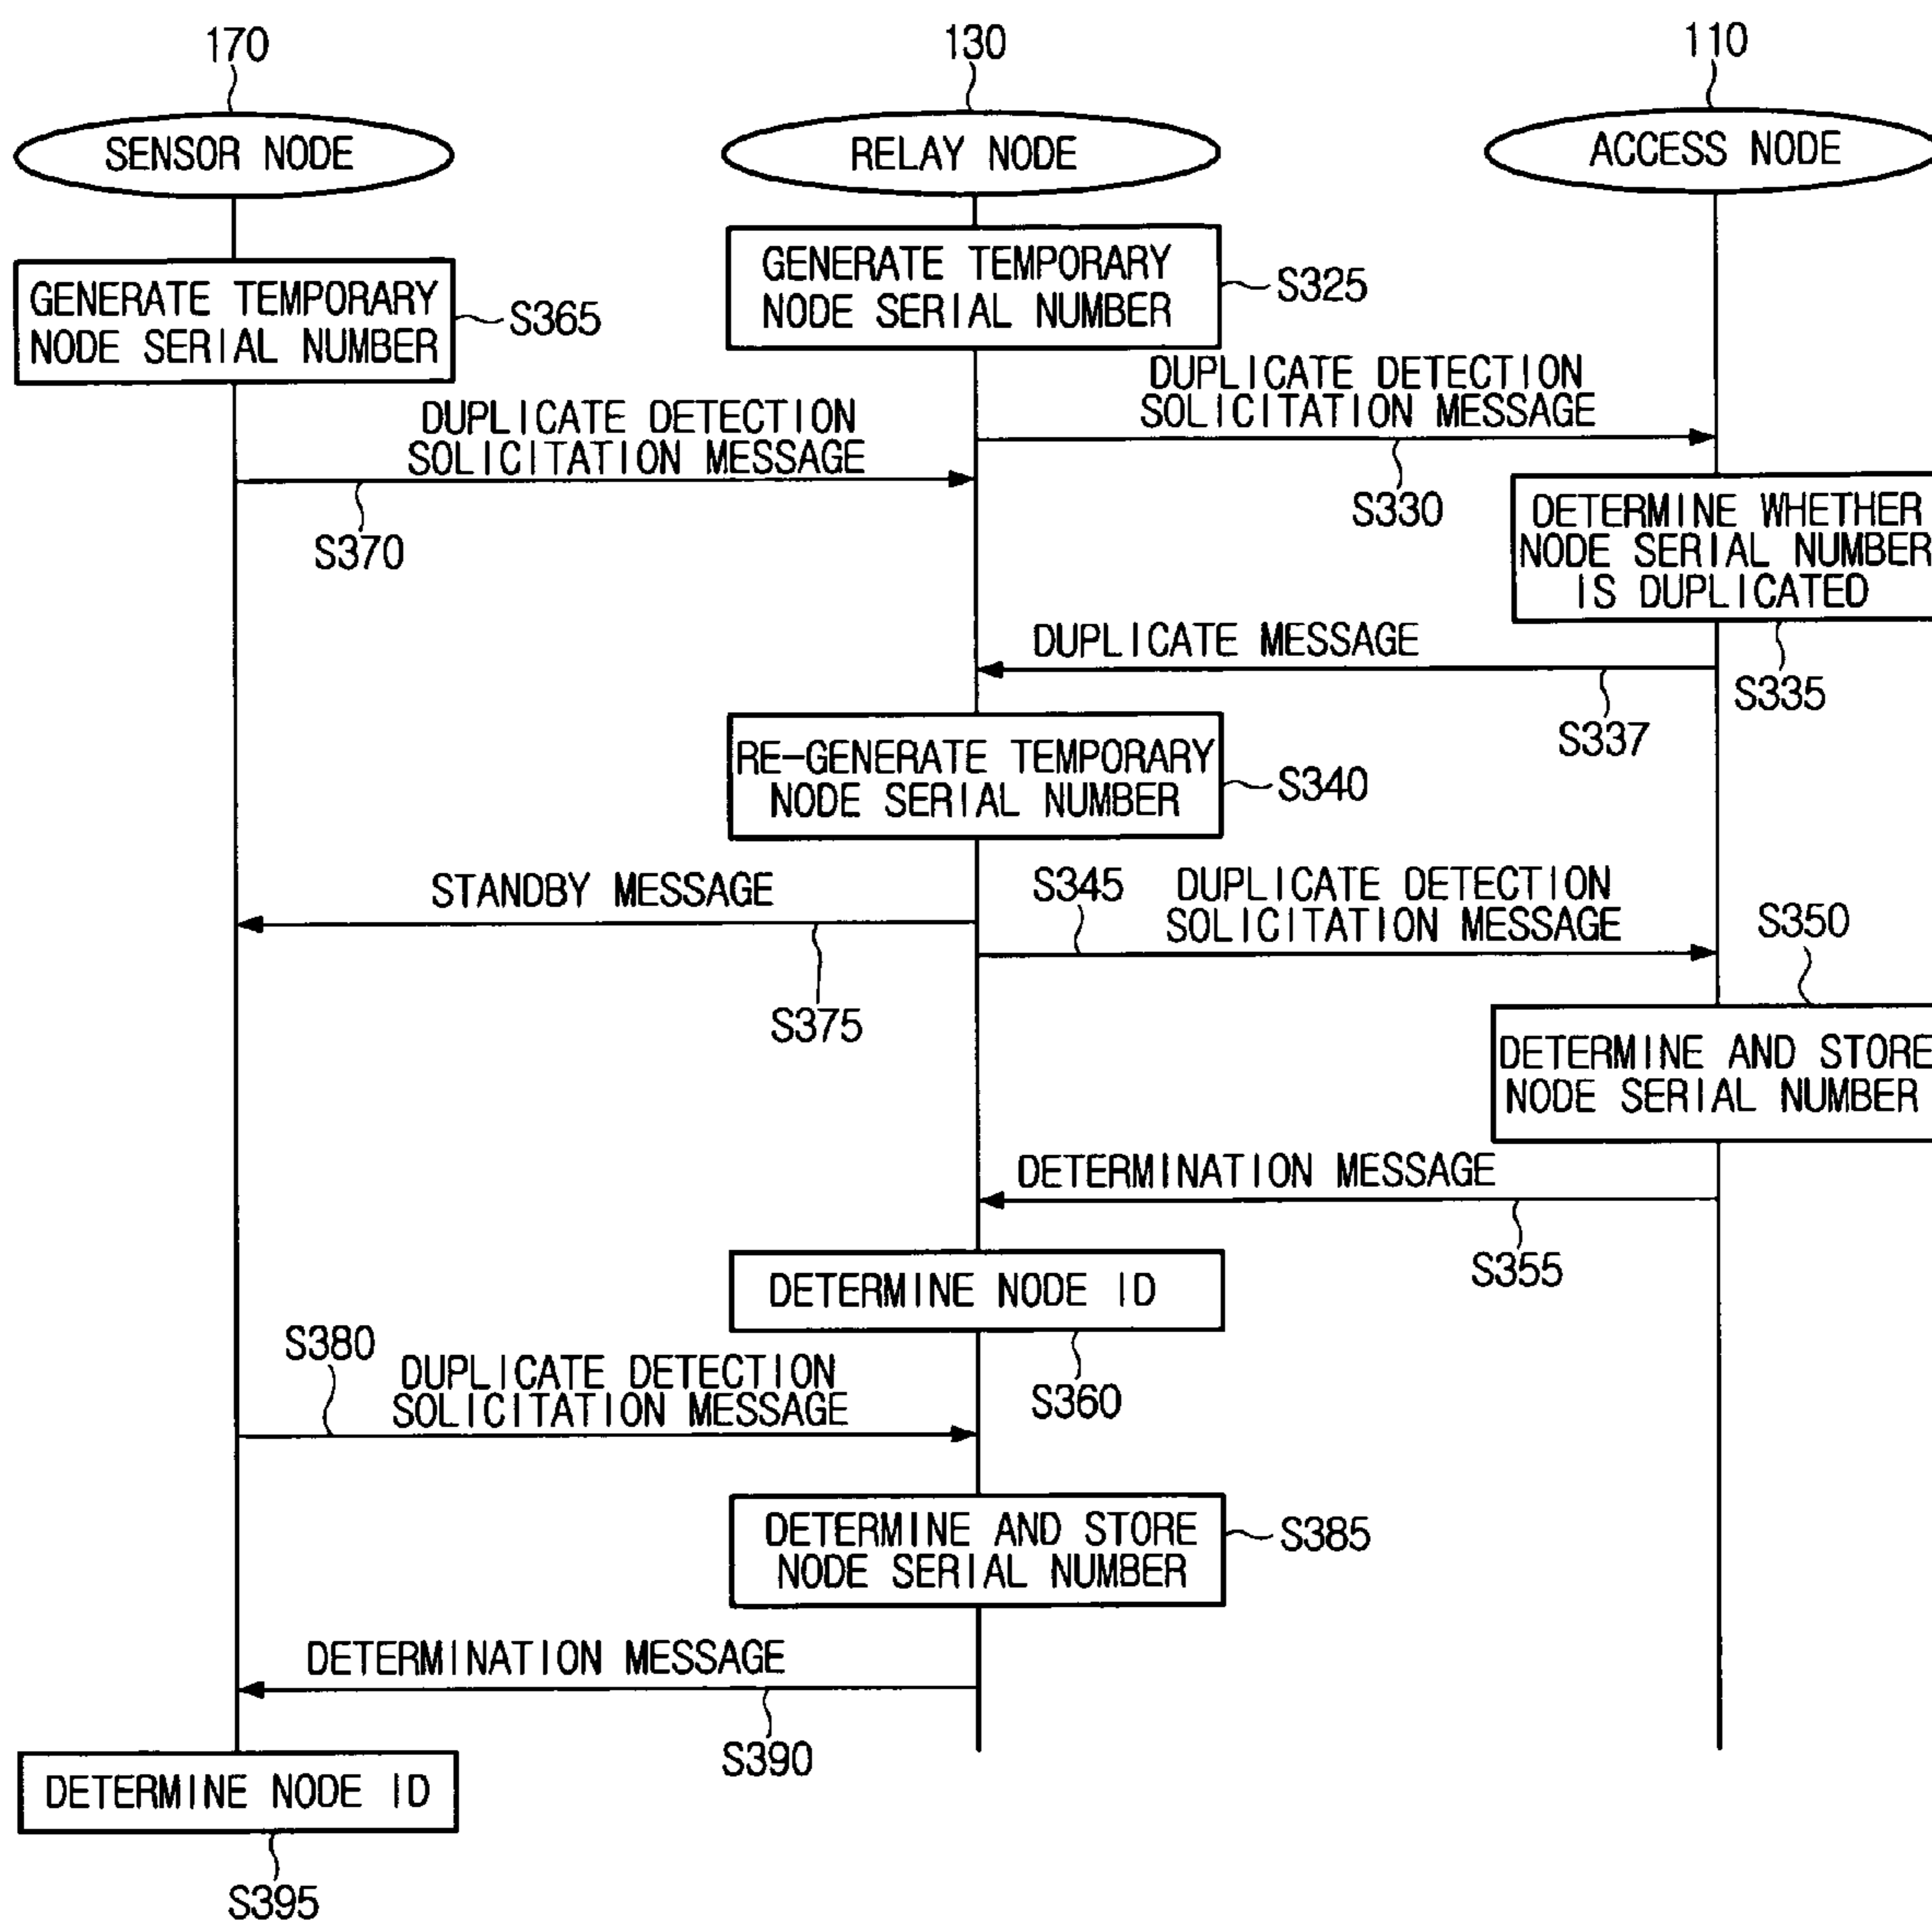 170
130
110
SENSOR NODE
RELAY NODE
ACCESS NODE
GENERATE TEMPORARY
NODE SERIAL NUMBER
S325
GENERATE TEMPORARY
NODE SERIAL NUMBER
S365
DUPLICATE DETECTION
SOLICITATION MESSAGE
S330
DUPLICATE DETECTION
SOLICITATION MESSAGE
S370
DETERMINE WHETHER
NODE SERIAL NUMBER
IS DUPLICATED
S335
DUPLICATE MESSAGE
S337
RE-GENERATE TEMPORARY
NODE SERIAL NUMBER
S340
STANDBY MESSAGE
S375
S345
DUPLICATE DETECTION
SOLICITATION MESSAGE
S350
DETERMINE AND STORE
NODE SERIAL NUMBER
DETERMINATION MESSAGE
S355
DETERMINE NODE ID
S360
S380
DUPLICATE DETECTION
SOLICITATION MESSAGE
DETERMINE AND STORE
NODE SERIAL NUMBER
S385
DETERMINATION MESSAGE
S390
DETERMINE NODE ID
S395